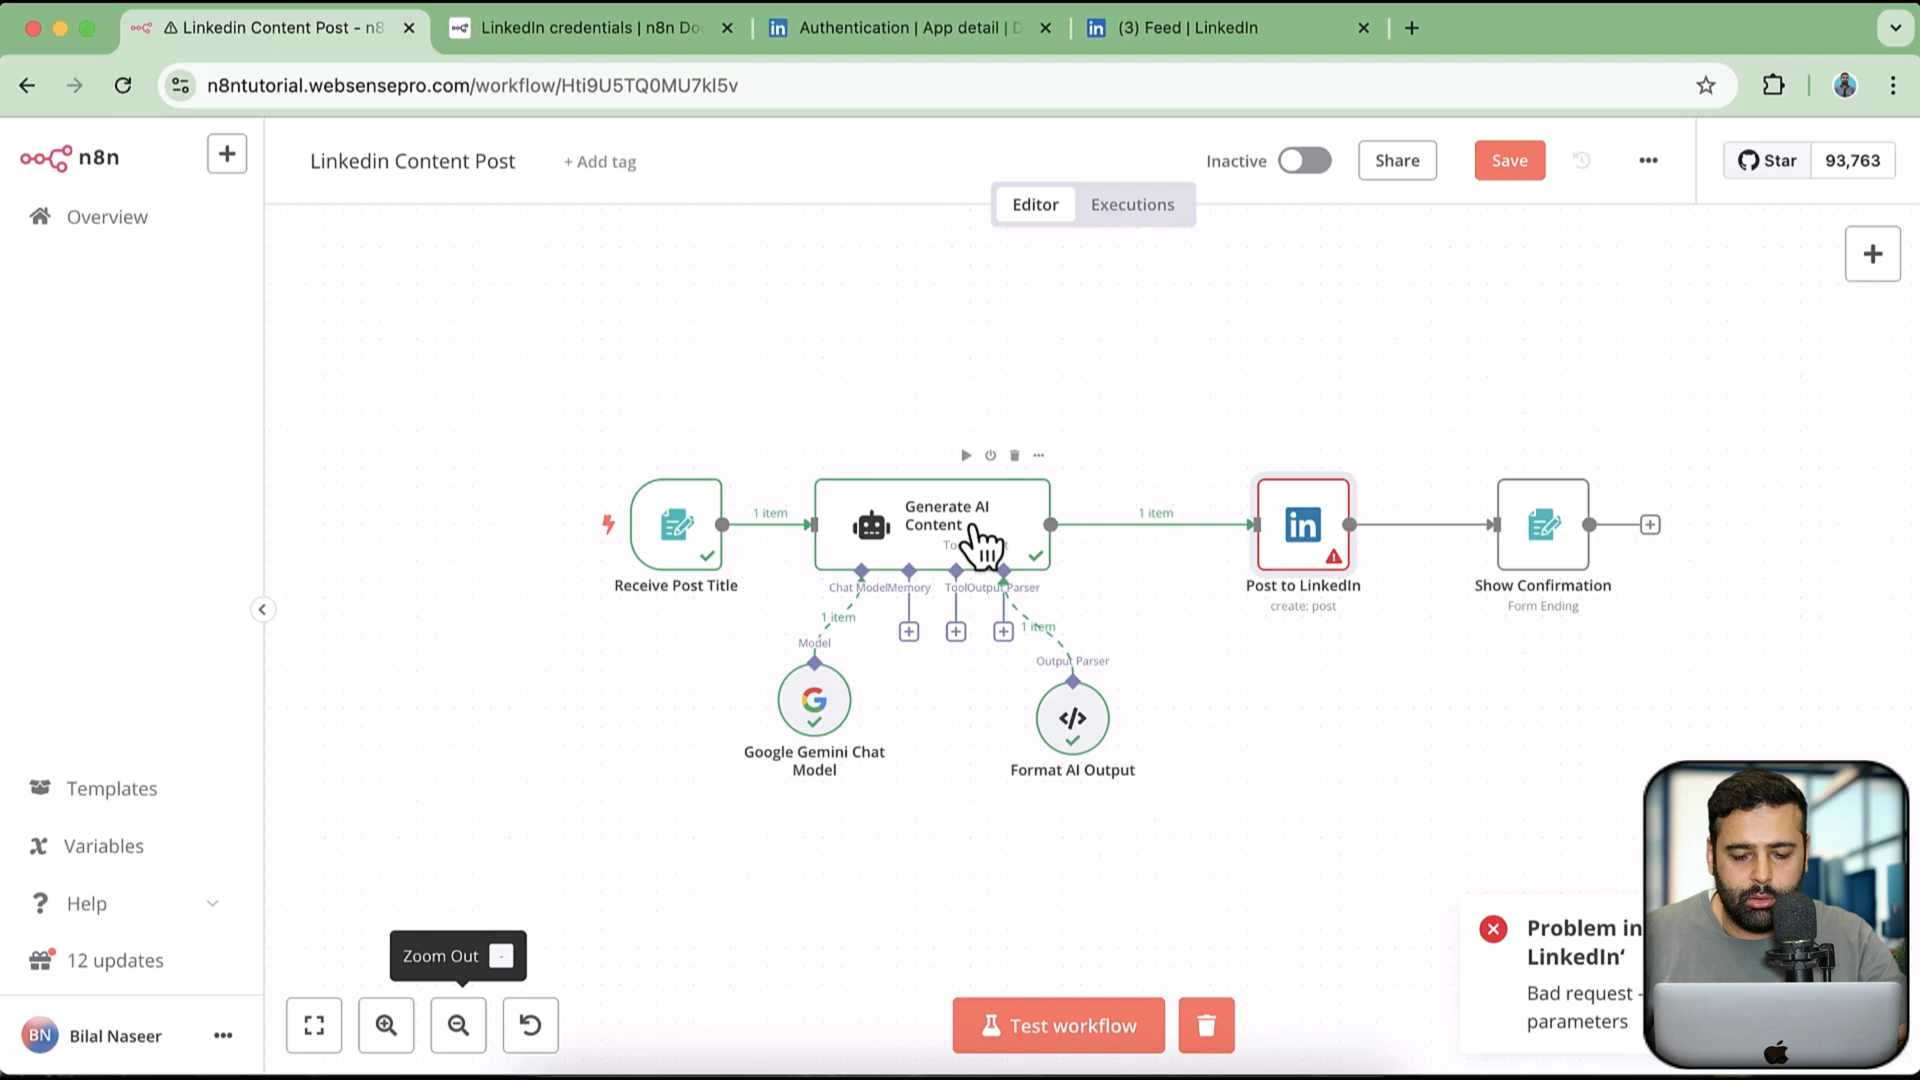 Linkedin Content Post - n8
LinkedIn credentials | n8n Do
Authentication | App detail | D
(3) Feed | LinkedIn
n8ntutorial.websensepro.com/workflow/Hti9U5TQ0MU7kl5v
n8n
Linkedin Content Post
+ Add tag
Inactive
Share
Save
Star
93,763
Editor
Executions
Overview
Generate AI
Content
1 item
1 item
Receive Post Title
Chat Model
Memory
Tool
Output Parser
Post to LinkedIn
create: post
Show Confirmation
Form Ending
1 item
1 item
Model
Output Parser
Google Gemini Chat
Model
Format AI Output
Templates
Variables
Help
12 updates
Zoom Out
-
BN
Bilal Naseer
Test workflow
Problem in
LinkedIn‘
Bad request -
parameters